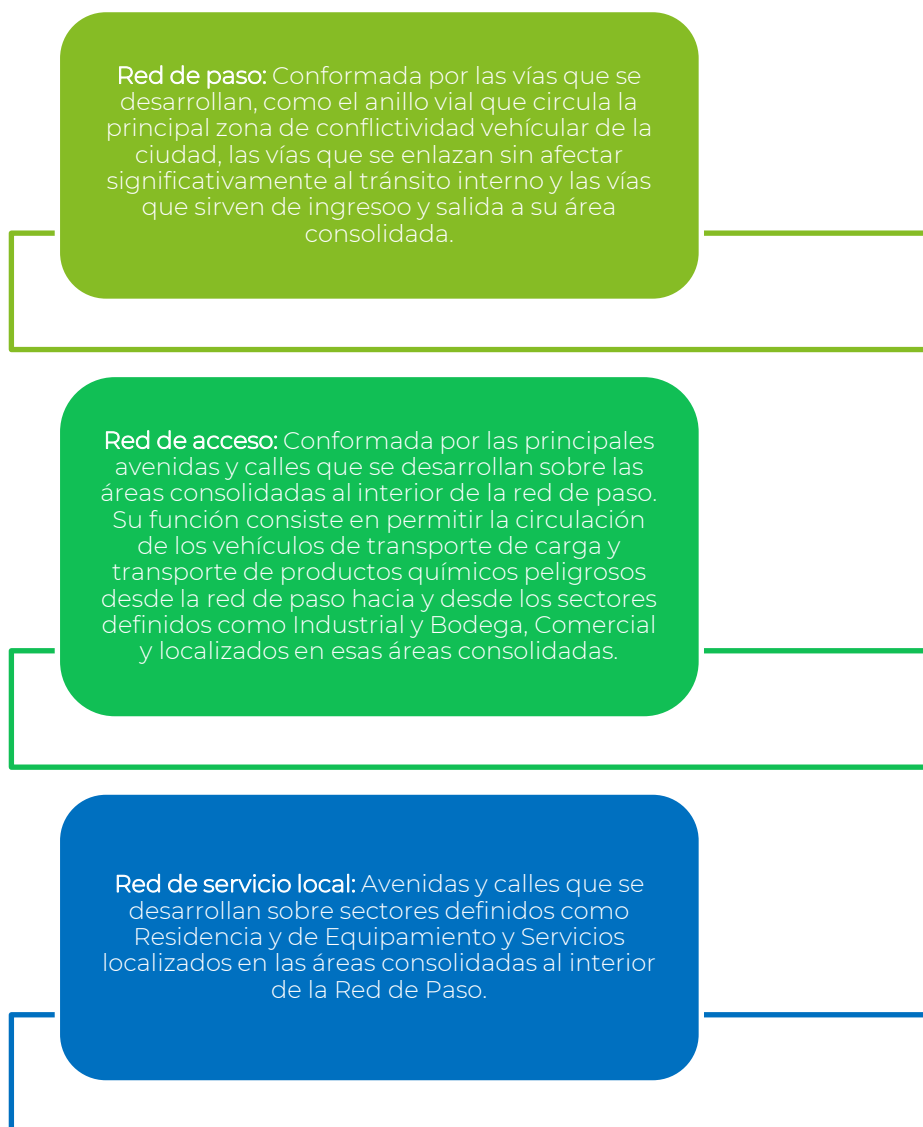 Red de paso: Conformada por las vías que se
desarrollan, como el anillo vial que circula la
principal zona de conflictividad vehícular de la
ciudad, las vías que se enlazan sin afectar
significativamente al tránsito interno y las vías
que sirven de ingresoo y salida a su área
consolidada.
Red de acceso: Conformada por las principales
avenidas y calles que se desarrollan sobre las
áreas consolidadas al interior de la red de paso.
Su función consiste en permitir la circulación
de los vehículos de transporte de carga y
transporte de productos químicos peligrosos
desde la red de paso hacia y desde los sectores
definidos como Industrial y Bodega, Comercial
y localizados en esas áreas consolidadas.
Red de servicio local: Avenidas y calles que se
desarrollan sobre sectores definidos como
Residencia y de Equipamiento y Servicios
localizados en las áreas consolidadas al interior
de la Red de Paso.